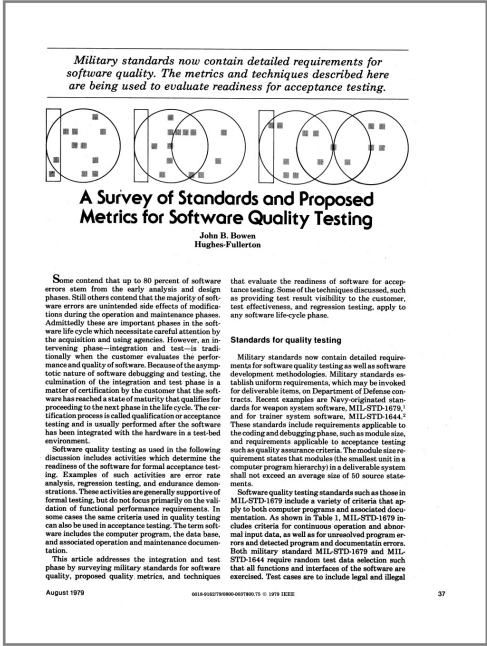 Military standards now contain detailed requirements for
software quality. The metrics and techniques described here
are being used to evaluate readiness for acceptance testing.
A Survey of Standards and Proposed
Metrics for Software Quality Testing
John B. Bowen
Hughes-Fullerton
Some contend that up to 80 percent of software
errors stem from the early analysis and design
phases. Still others contend that the majority of soft-
ware errors are unintended side effects of modifica-
tions during the operation and maintenance phases.
Admittedly these are important phases in the soft-
ware life cycle which necessitate careful attention by
the acquisition and using agencies. However, an in-
tervening phase—integration and test—is tradi-
tionally when the customer evaluates the perfor-
mance and quality of software. Because of the asymp-
totic nature of software debugging and testing, the
culmination of the integration and test phase is a
matter of certification by the customer that the soft-
ware has reached a state of maturity that qualifies for
proceeding to the next phase in the life cycle. The cer-
tification process is called qualification or acceptance
testing and is usually performed after the software
has been integrated with the hardware in a test-bed
environment.
Software quality testing as used in the following
discussion includes activities which determine the
readiness of the software for formal acceptance test-
ing. Examples of such activities are error rate
analysis, regression testing, and endurance demon-
strations. These activities are generally supportive of
formal testing, but do not focus primarily on the vali-
dation of functional performance requirements. In
some cases the same criteria used in quality testing
can also be used in acceptance testing. The term soft-
ware includes the computer program, the data base,
and associated operation and maintenance documen-
tation.
This article addresses the integration and test
phase by surveying military standards for software
quality, proposed quality metrics, and techniques
that evaluate the readiness of software for accep-
tance testing. Some of the techniques discussed, such
as providing test result visibility to the customer,
test effectiveness, and regression testing, apply to
any software life-cycle phase.
Standards for quality testing
Military standards now contain detailed require-
ments for software quality testing as well as software
development methodologies. Military standards es-
tablish uniform requirements, which may be invoked
for deliverable items, on Department of Defense con-
tracts. Recent examples are Navy-originated stan-
dards for weapon system software, MIL-STD-1679,1
and for trainer system software, MIL-STD-1644.2
These standards include requirements applicable to
the coding and debugging phase, such as module size,
and requirements applicable to acceptance testing
such as quality assurance criteria. The module size re-
quirement states that modules (the smallest unit in a
computer program hierarchy) in a deliverable system
shall not exceed an average size of 50 source state-
ments.
Software quality testing standards such as those in
MIL-STD-1679 include a variety of criteria that ap-
ply to both computer programs and associated docu-
mentation. As shown in Table 1, MIL-STD-1679 in-
cludes criteria for continuous operation and abnor-
mal input data, as well as for unresolved program er-
rors and detected program and documentatin errors.
Both military standard MIL-STD-1679 and MIL-
STD-1644 require random test data selection such
that all functions and interfaces of the software are
exercised. Test cases are to include legal and illegal
August 1979
0018-9162/79/0800-0037$00.75 © 1979 IEEE
37